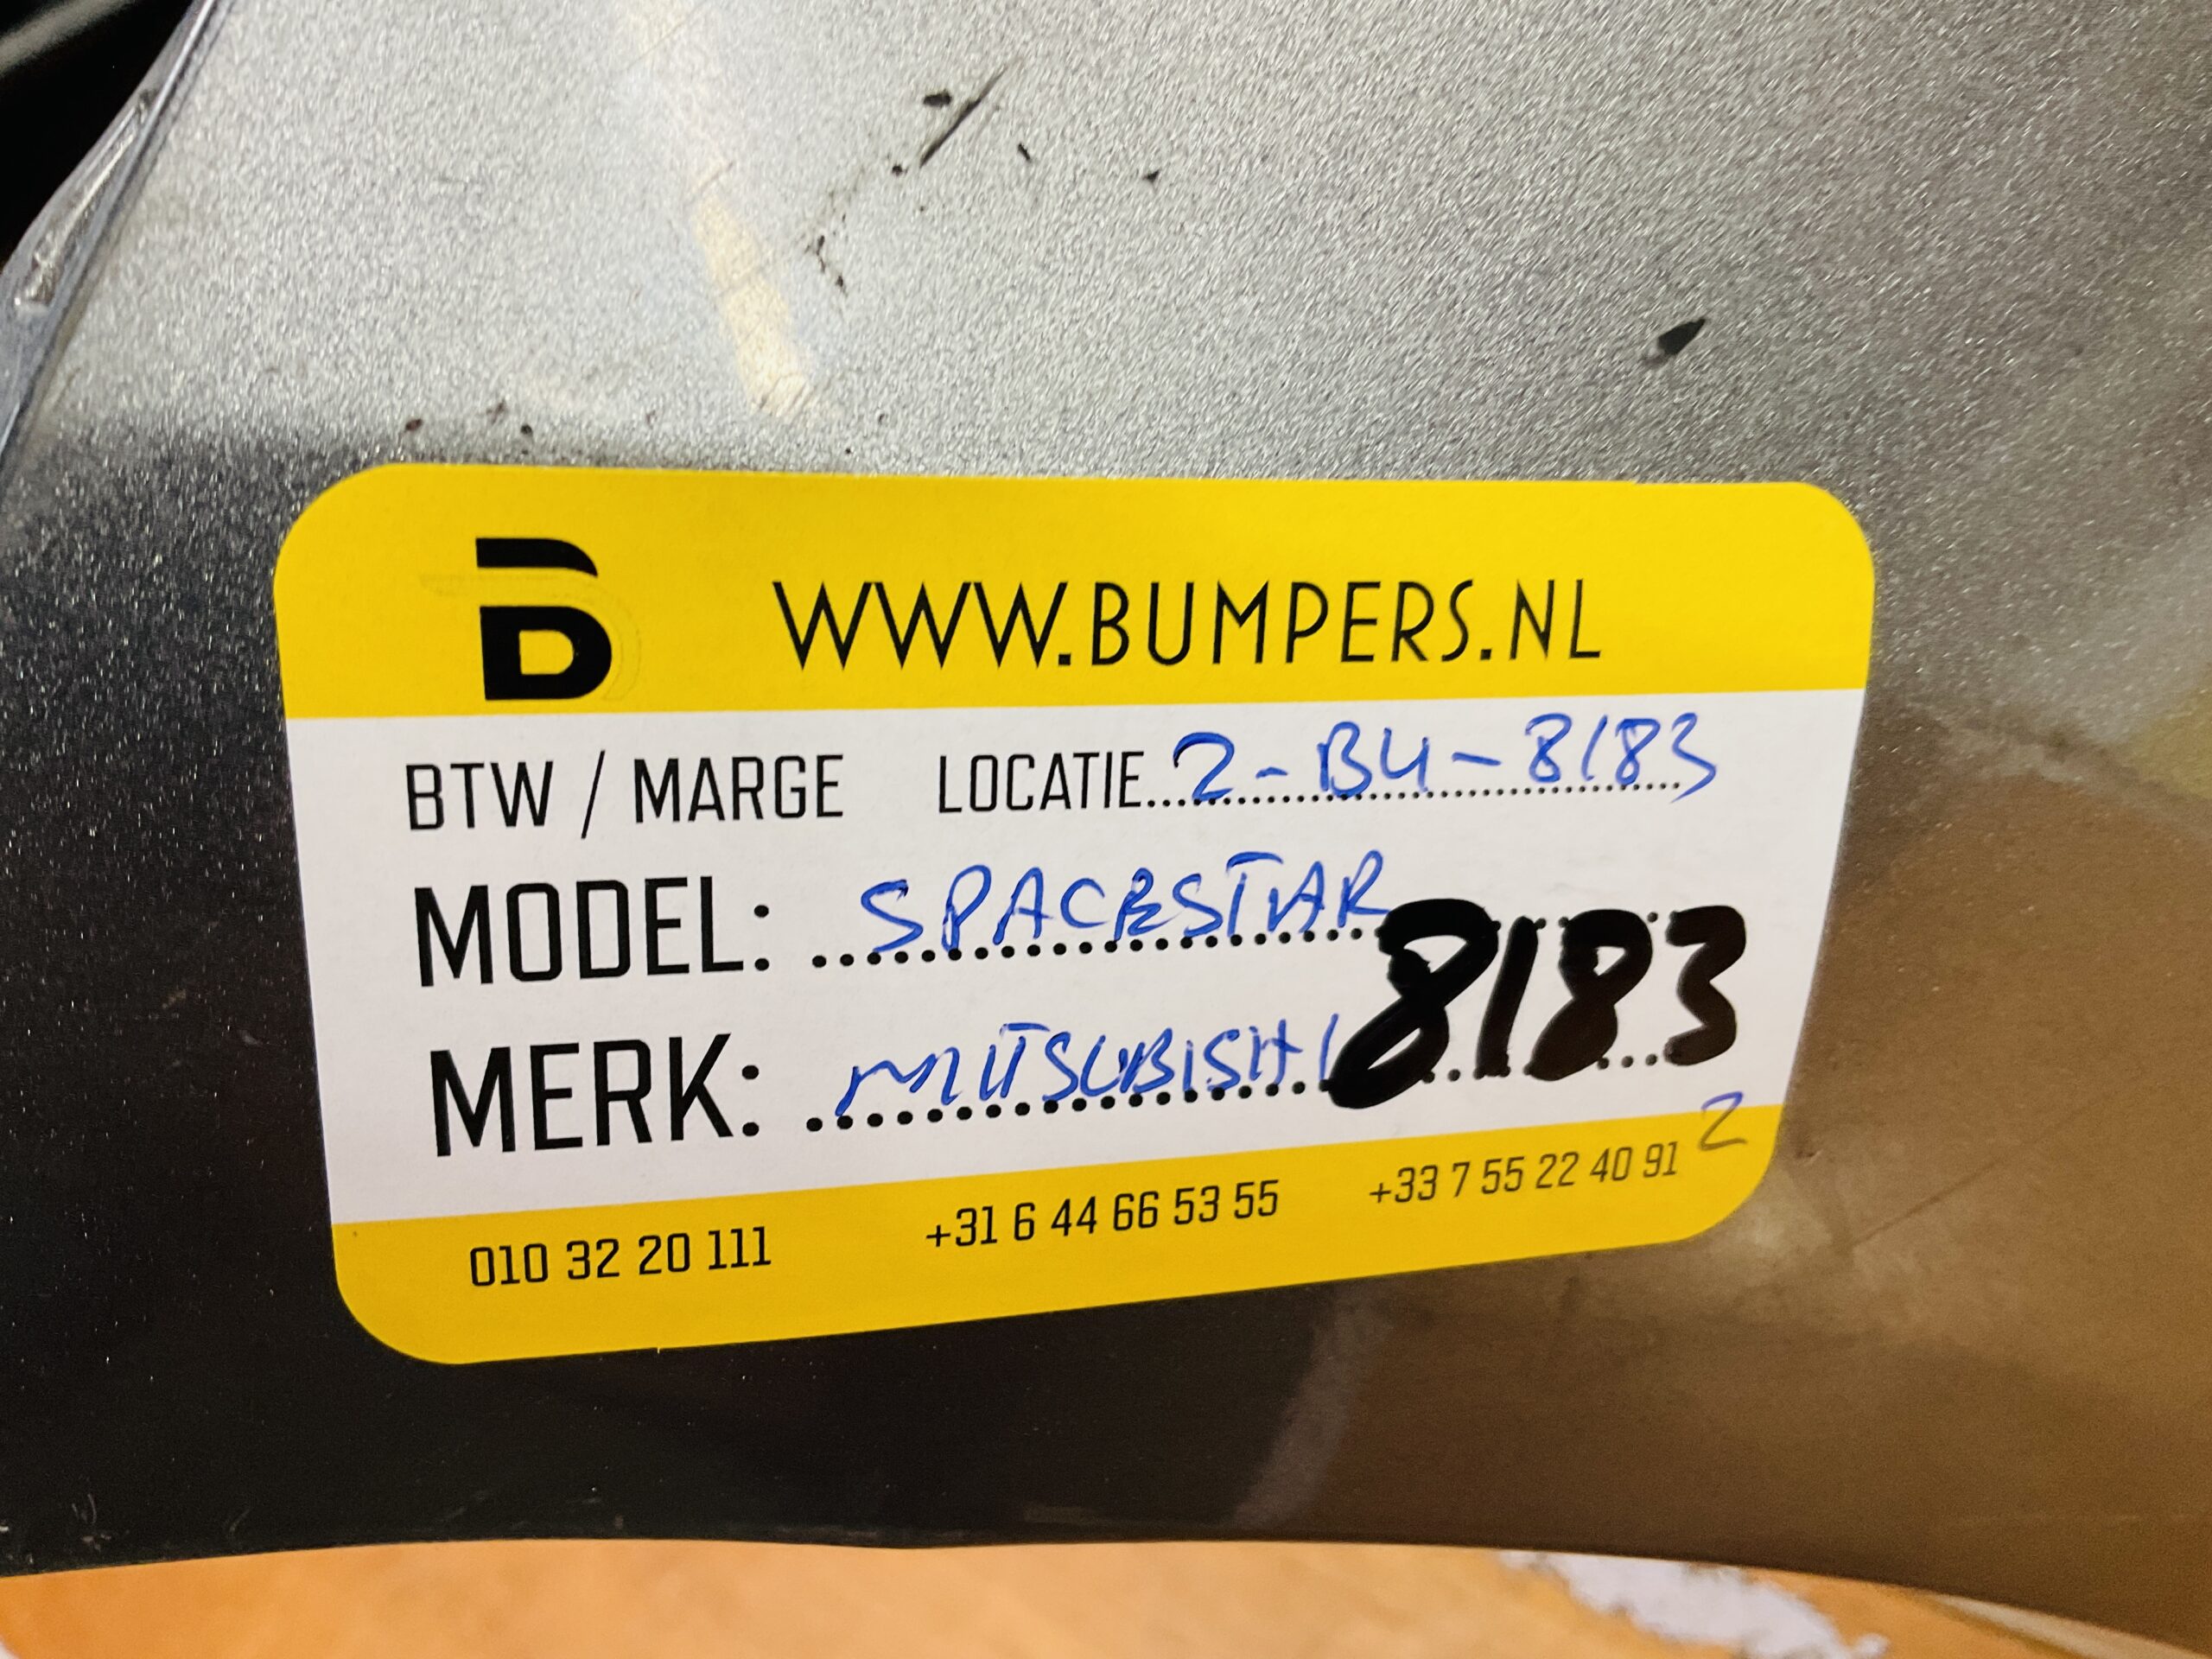 B WWW.BUMPERS.NL
BTW / MARGE LOCATIE...2-B4-8183
MODEL: SPACESTAR
8183
MERK: MITSUBISHI
2
010 32 20 111 +31 6 44 66 53 55 +33 7 55 22 40 91